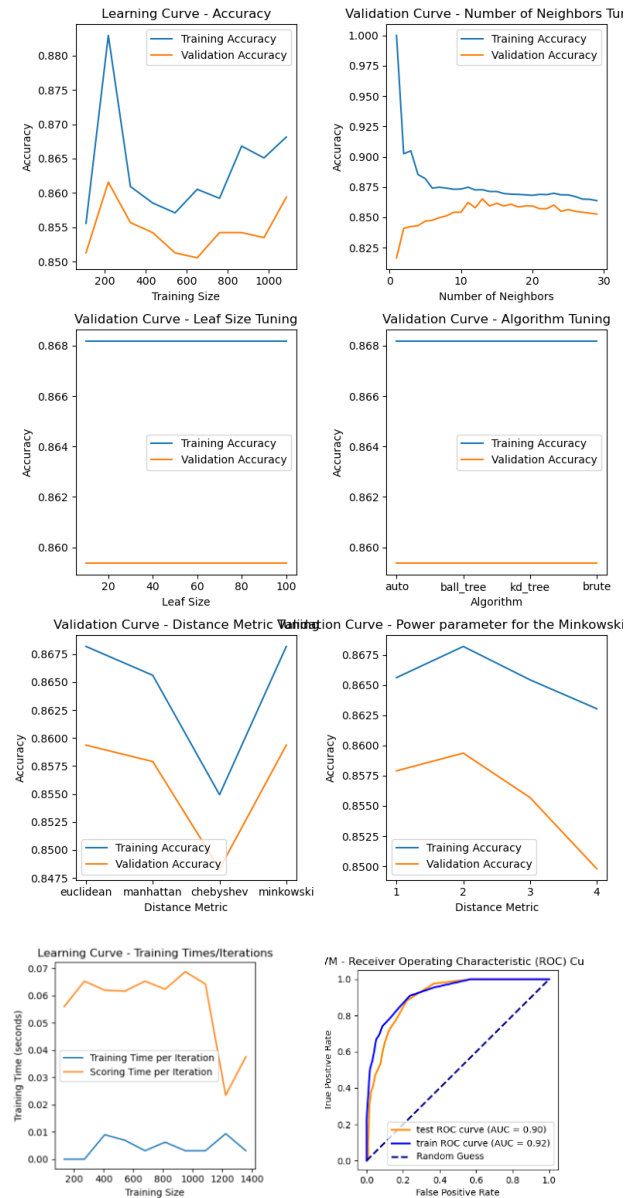 Learning Curve - Accuracy
0.880
0.875
0.870
0.865
0.860
0.855
0.850
Accuracy
Training Accuracy
Validation Accuracy
200 400 600 800 1000
Training Size
Validation Curve - Number of Neighbors Tu
1.000
0.975
0.950
0.925
0.900
0.875
0.850
0.825
Accuracy
Training Accuracy
Validation Accuracy
0 5 10 15 20 25 30
Number of Neighbors
Validation Curve - Leaf Size Tuning
0.868
0.866
0.864
0.862
0.860
Accuracy
Training Accuracy
Validation Accuracy
20 40 60 80 100
Leaf Size
Validation Curve - Algorithm Tuning
0.868
0.866
0.864
0.862
0.860
Accuracy
Training Accuracy
Validation Accuracy
auto ball_tree kd_tree brute
Algorithm
Validation Curve - Distance Metric
0.8675
0.8650
0.8625
0.8600
0.8575
0.8550
0.8525
0.8500
0.8475
Accuracy
Training Accuracy
Validation Accuracy
euclidean manhattan chebyshev minkowski
Distance Metric
dation Curve - Power parameter for the Minkowski
0.8675
0.8650
0.8625
0.8600
0.8575
0.8550
0.8525
0.8500
Accuracy
Training Accuracy
Validation Accuracy
1 2 3 4
Distance Metric
Learning Curve - Training Times/Iterations
0.07
0.06
0.05
0.04
0.03
0.02
0.01
0.00
Training Time (seconds)
Training Time per Iteration
Scoring Time per Iteration
200 400 600 800 1000 1200 1400
Training Size
VM - Receiver Operating Characteristic (ROC) Cu
1.0
0.8
0.6
0.4
0.2
0.0
True Positive Rate
test ROC curve (AUC = 0.90)
train ROC curve (AUC = 0.92)
Random Guess
0.0 0.2 0.4 0.6 0.8 1.0
False Positive Rate